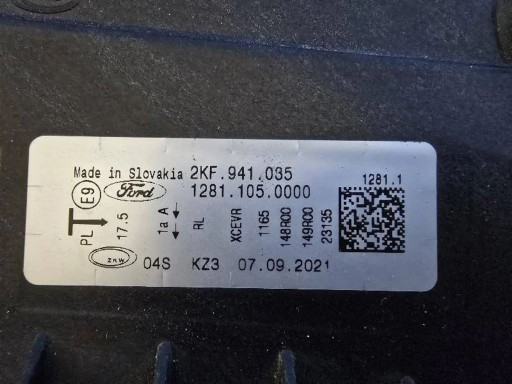 Made in Slovakia 2KF.941.035
E9 Ford 1281.105.0000
1281.1
PL
17.5
1a A
RL
XCEVR
1165
148R00
149R00
23135
ZKW 04S KZ3 07.09.2021